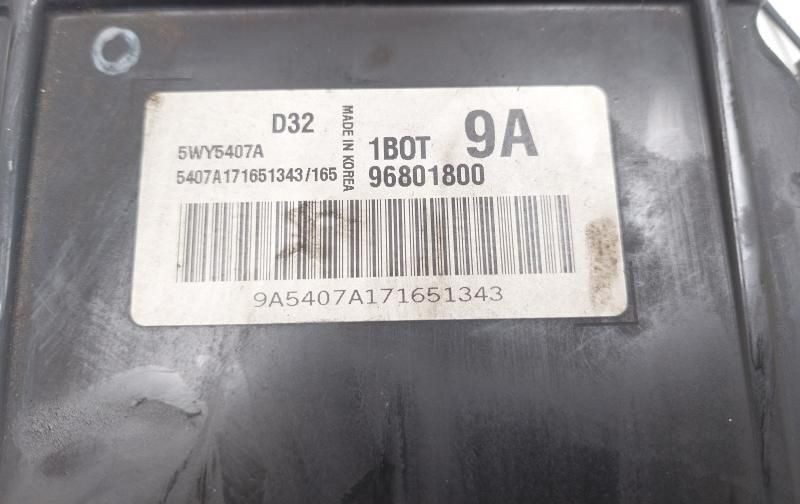 D32
5WY5407A
5407A171651343/165
MADE IN KOREA
1BOT 9A
96801800
9A5407A171651343